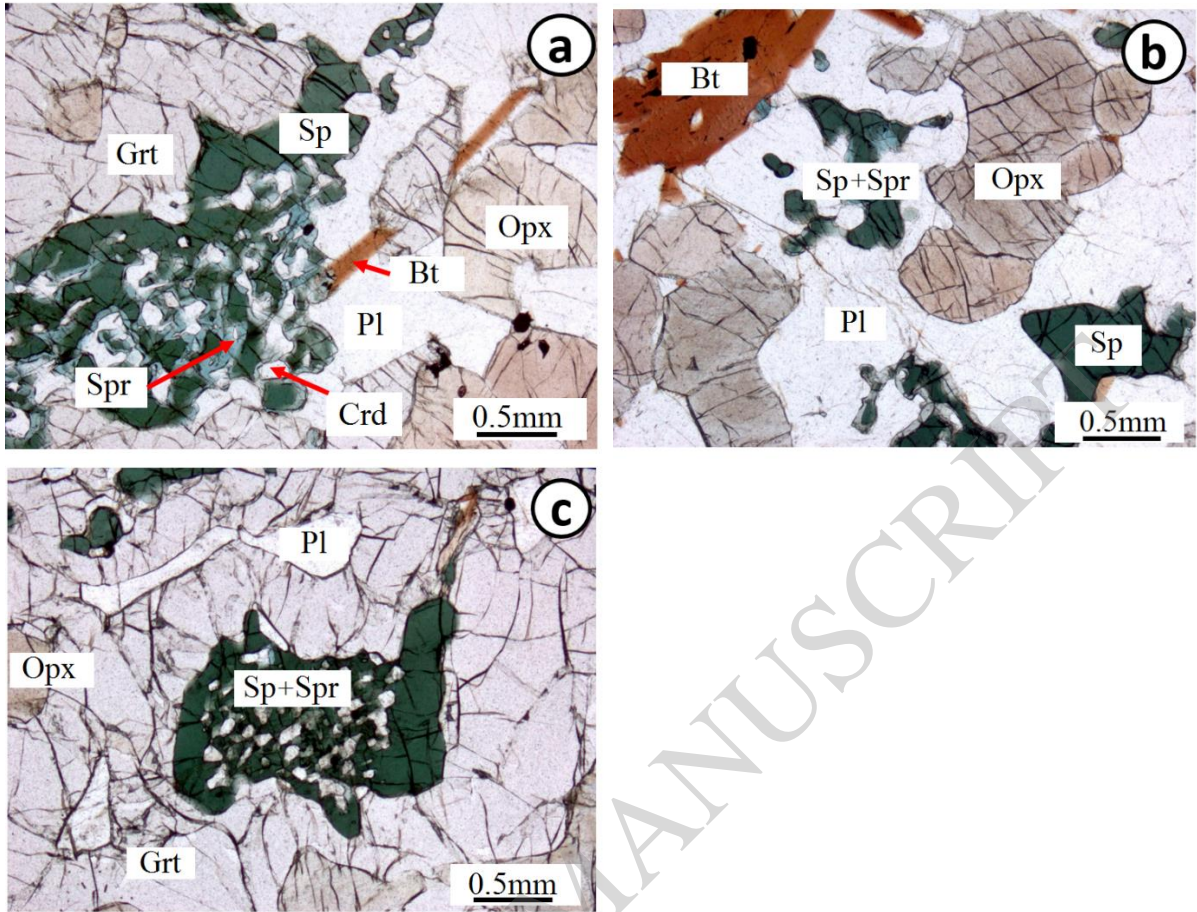 a
Sp
Grt
Opx
Bt
Pl
Spr
Crd
0.5mm
b
Bt
Sp+Spr
Opx
Pl
Sp
0.5mm
c
Pl
Opx
Sp+Spr
Grt
0.5mm
MANUSCRIPT